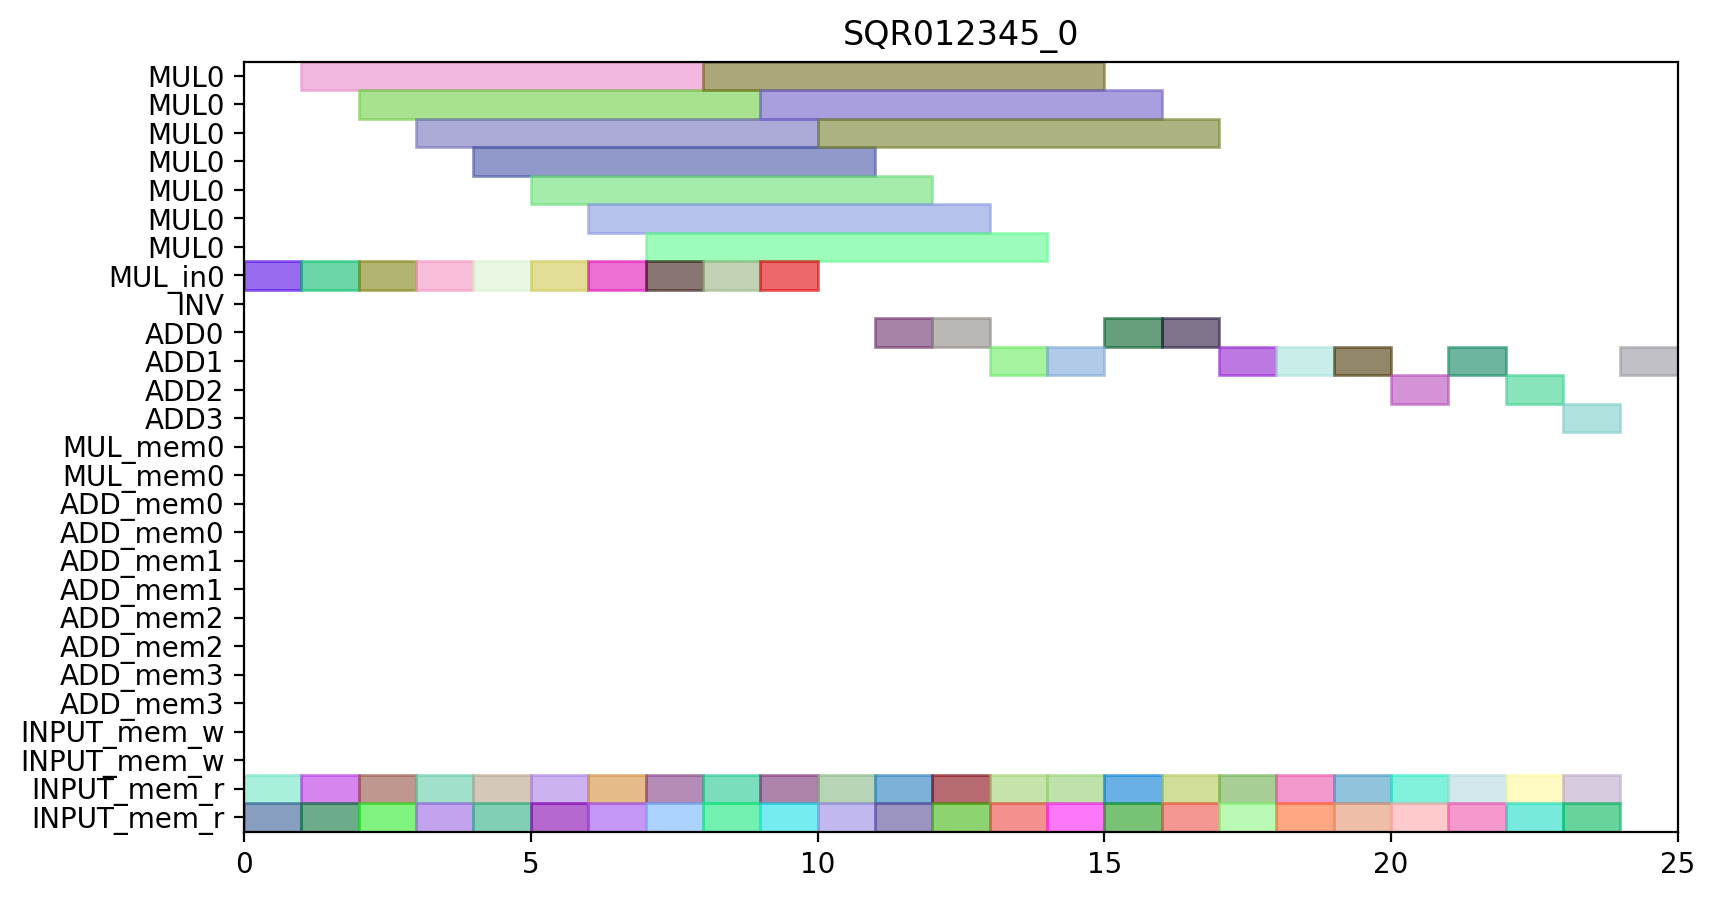 SQR012345_0
MUL0
MUL0
MUL0
MUL0
MUL0
MUL0
MUL0
MUL_in0
INV
ADD0
ADD1
ADD2
ADD3
MUL_mem0
MUL_mem0
ADD_mem0
ADD_mem0
ADD_mem1
ADD_mem1
ADD_mem2
ADD_mem2
ADD_mem3
ADD_mem3
INPUT_mem_w
INPUT_mem_w
INPUT_mem_r
INPUT_mem_r
0 5 10 15 20 25